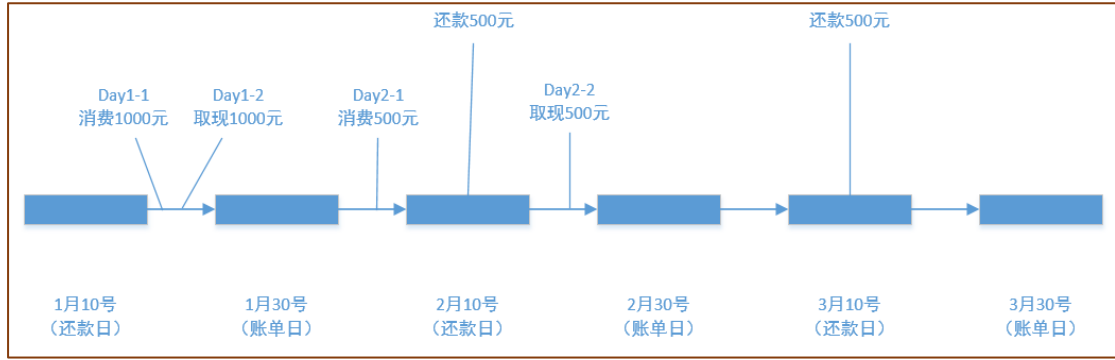 还款500元
还款500元
Day1-1
消费1000元
Day1-2
取现1000元
Day2-1
消费500元
Day2-2
取现500元
1月10号
（还款日）
1月30号
（账单日）
2月10号
（还款日）
2月30号
（账单日）
3月10号
（还款日）
3月30号
（账单日）